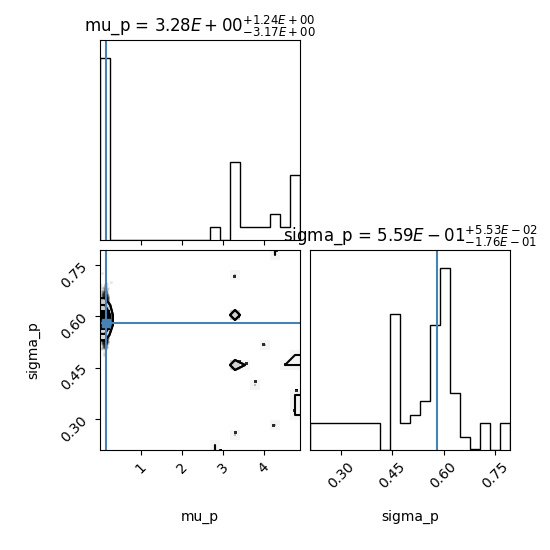 mu_p = 3.28E + 00+1.24E+00−3.17E+00
sigma_p = 5.59E − 01+5.53E−02−1.76E−01
0.75
0.60
0.45
0.30
sigma_p
1 2 3 4
mu_p
0.30 0.45 0.60 0.75
sigma_p